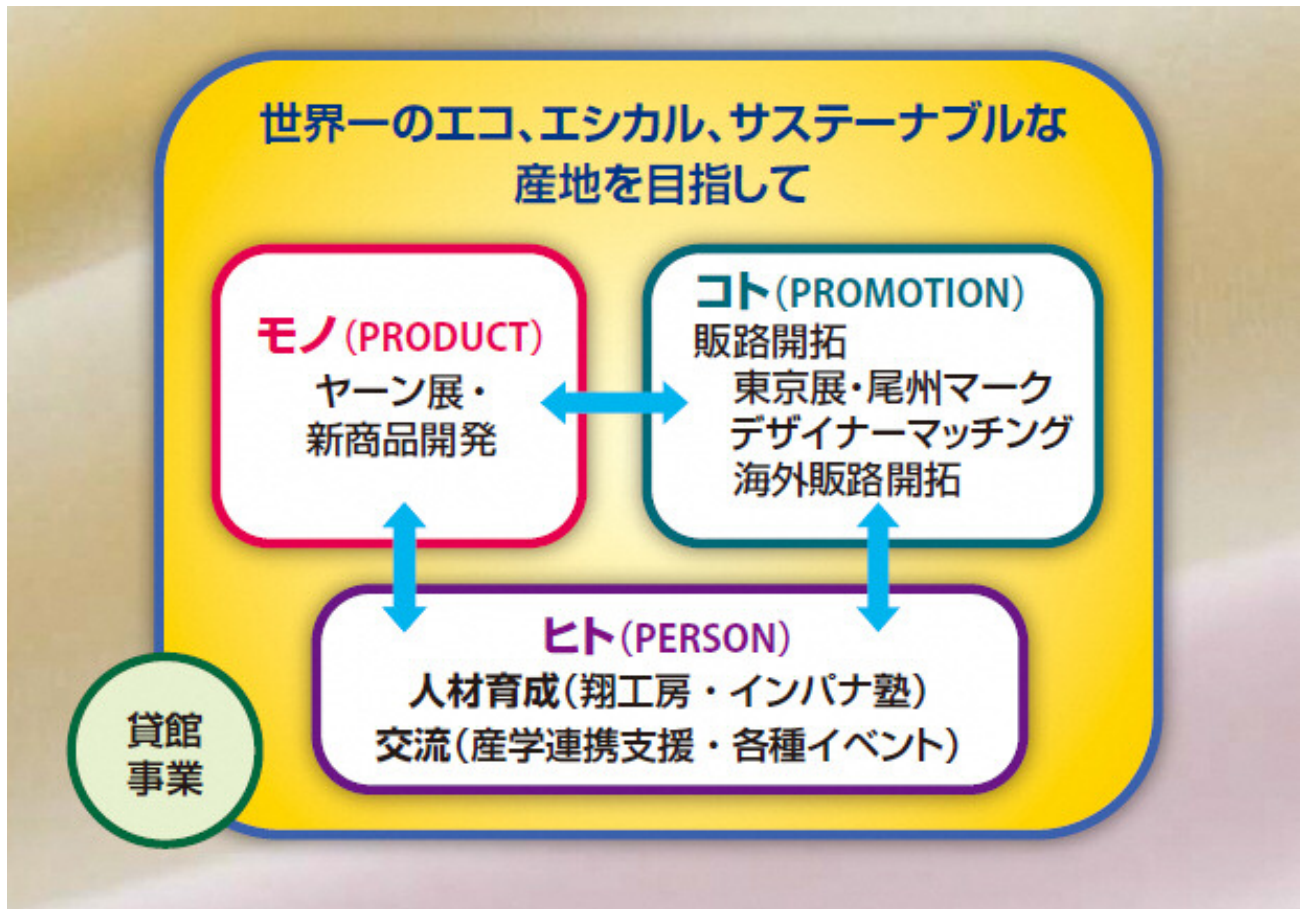 世界一のエコ、エシカル、サステーナブルな
産地を目指して
モノ(PRODUCT)
ヤーン展・
新商品開発
コト(PROMOTION)
販路開拓
東京展・尾州マーク
デザイナーマッチング
海外販路開拓
ヒト(PERSON)
人材育成(翔工房・インパナ塾)
交流(産学連携支援・各種イベント)
貸館
事業